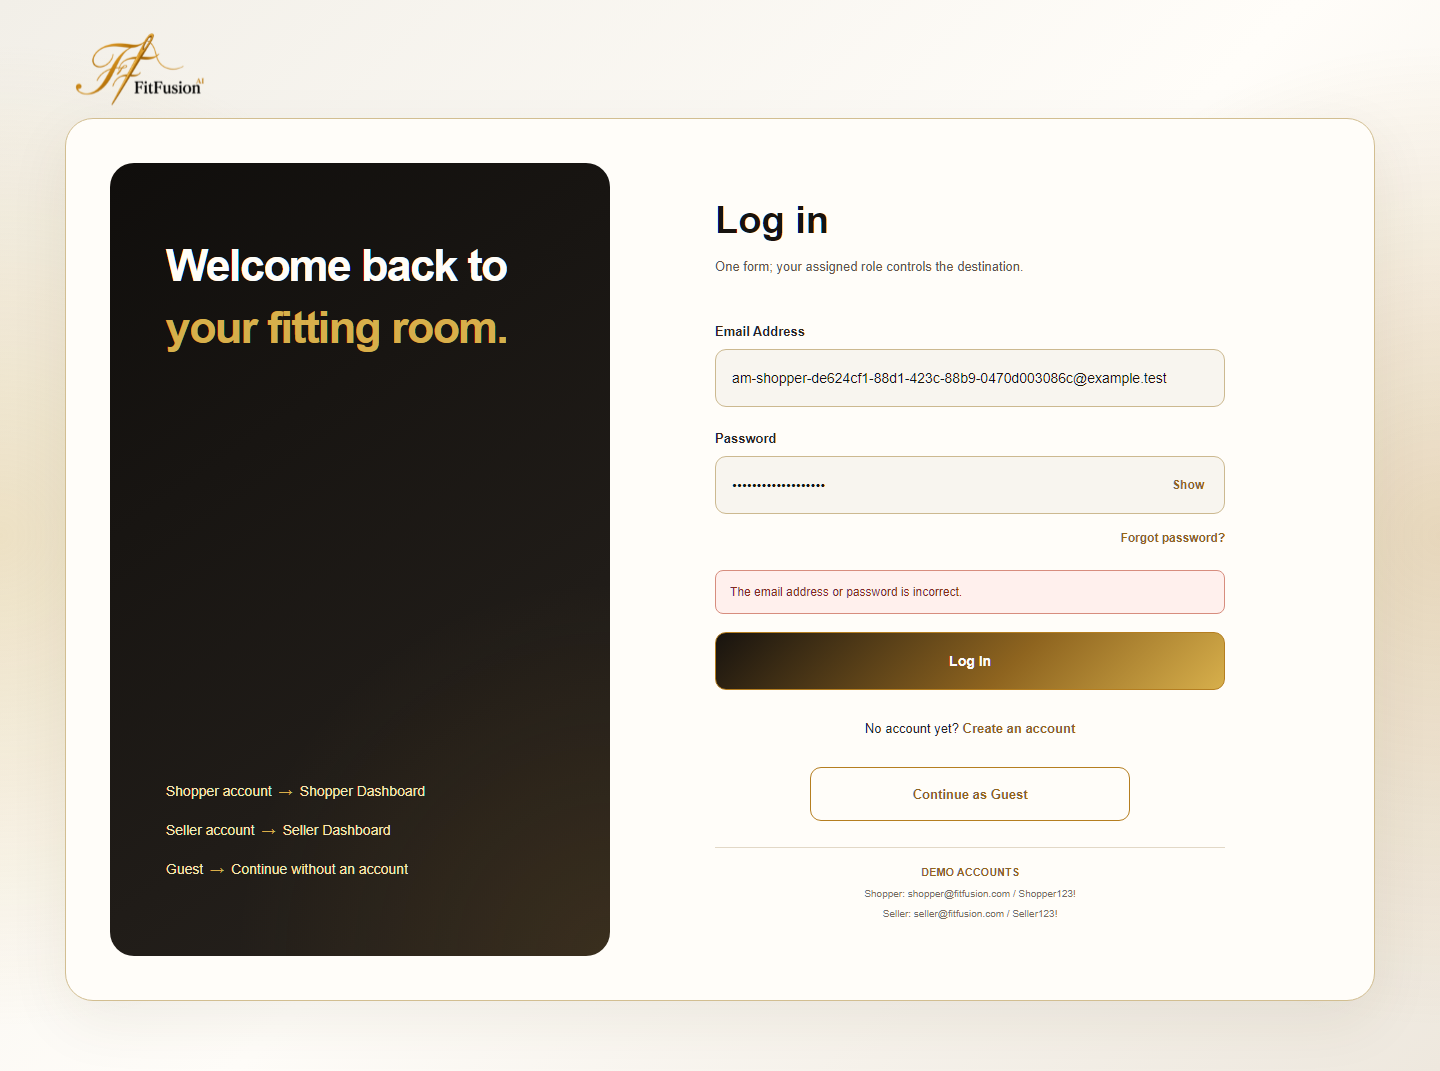 FitFusion AI
Welcome back to
your fitting room.
Shopper account → Shopper Dashboard
Seller account → Seller Dashboard
Guest → Continue without an account
Log in
One form; your assigned role controls the destination.
Email Address
am-shopper-de624cf1-88d1-423c-88b9-0470d003086c@example.test
Password
•••••••••••••••••••
Show
Forgot password?
The email address or password is incorrect.
Log In
No account yet? Create an account
Continue as Guest
DEMO ACCOUNTS
Shopper: shopper@fitfusion.com / Shopper123!
Seller: seller@fitfusion.com / Seller123!